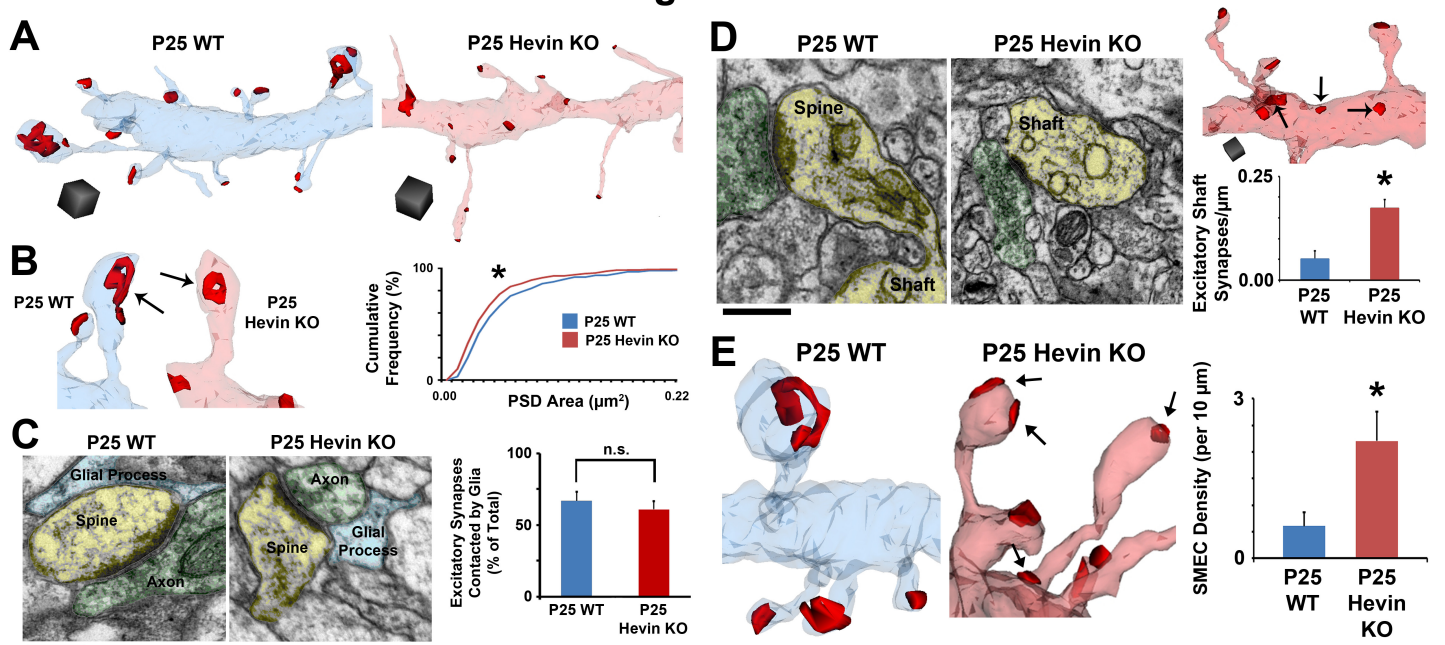 A
P25 WT
P25 Hevin KO
B
P25 WT
P25
Hevin KO
Cumulative
Frequency (%)
100
0
*
P25 WT
P25 Hevin KO
0.00
0.22
PSD Area (µm²)
C
P25 WT
P25 Hevin KO
Glial Process
Spine
Axon
Axon
Spine
Glial
Process
Excitatory Synapses
Contacted by Glia
(% of Total)
100
50
0
n.s.
P25 WT
P25
Hevin KO
D
P25 WT
P25 Hevin KO
Spine
Shaft
Shaft
Excitatory Shaft
Synapses/µm
0.25
0.00
*
P25
WT
P25
Hevin KO
E
P25 WT
P25 Hevin KO
SMEC Density (per 10 µm)
3
0
*
P25
WT
P25
Hevin
KO